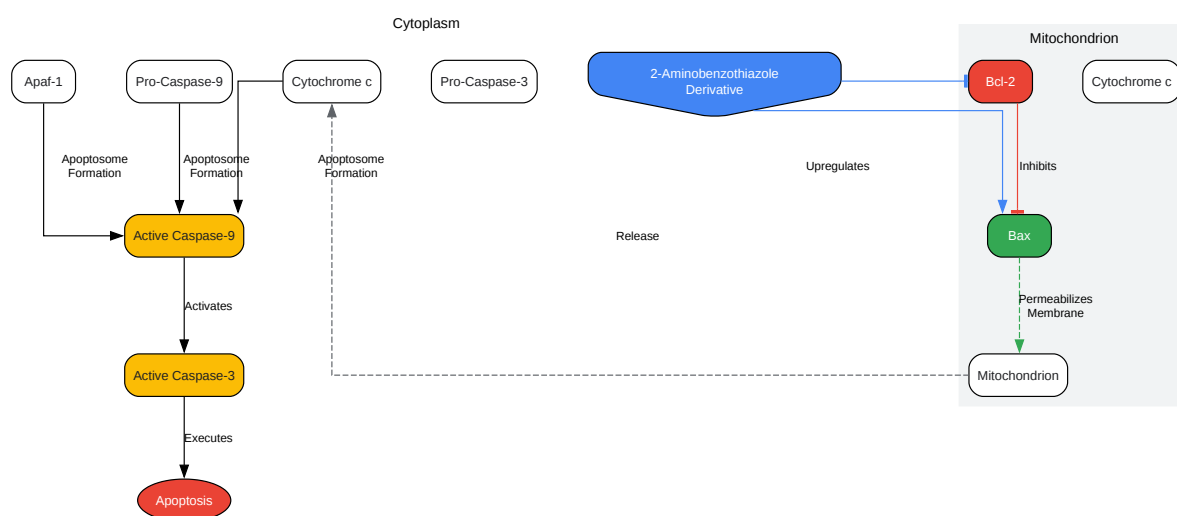 Cytoplasm
Mitochondrion
Apaf-1
Pro-Caspase-9
Cytochrome c
Pro-Caspase-3
2-Aminobenzothiazole
Derivative
Bcl-2
Cytochrome c
Apoptosome
Formation
Apoptosome
Formation
Apoptosome
Formation
Upregulates
Inhibits
Active Caspase-9
Release
Bax
Activates
Permeabilizes
Membrane
Active Caspase-3
Mitochondrion
Executes
Apoptosis